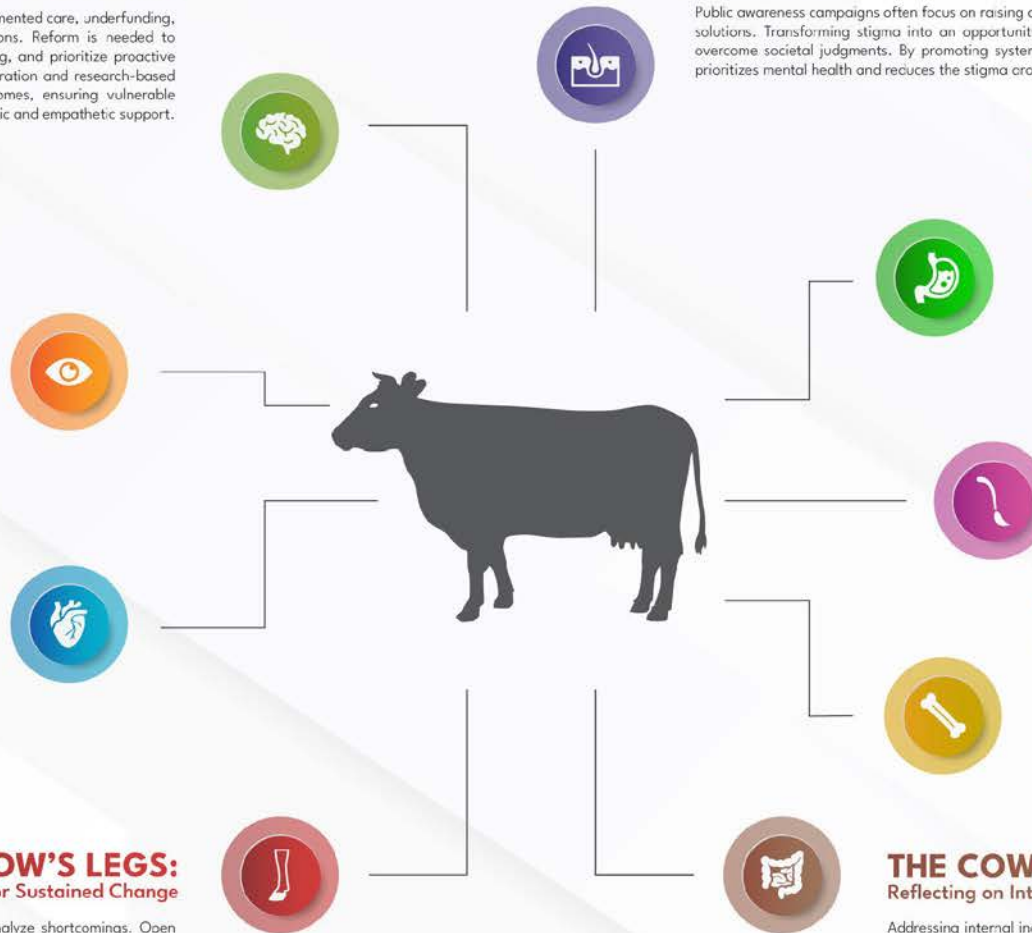 mented care, underfunding,
ons. Reform is needed to
g, and prioritize proactive
ration and research-based
omes, ensuring vulnerable
ic and empathetic support.
Public awareness campaigns often focus on raising
solutions. Transforming stigma into an opportunit
overcome societal judgments. By promoting system
prioritizes mental health and reduces the stigma
OW'S LEGS:
or Sustained Change
alyze shortcomings. Open
THE COW
Reflecting on Int
Addressing internal in